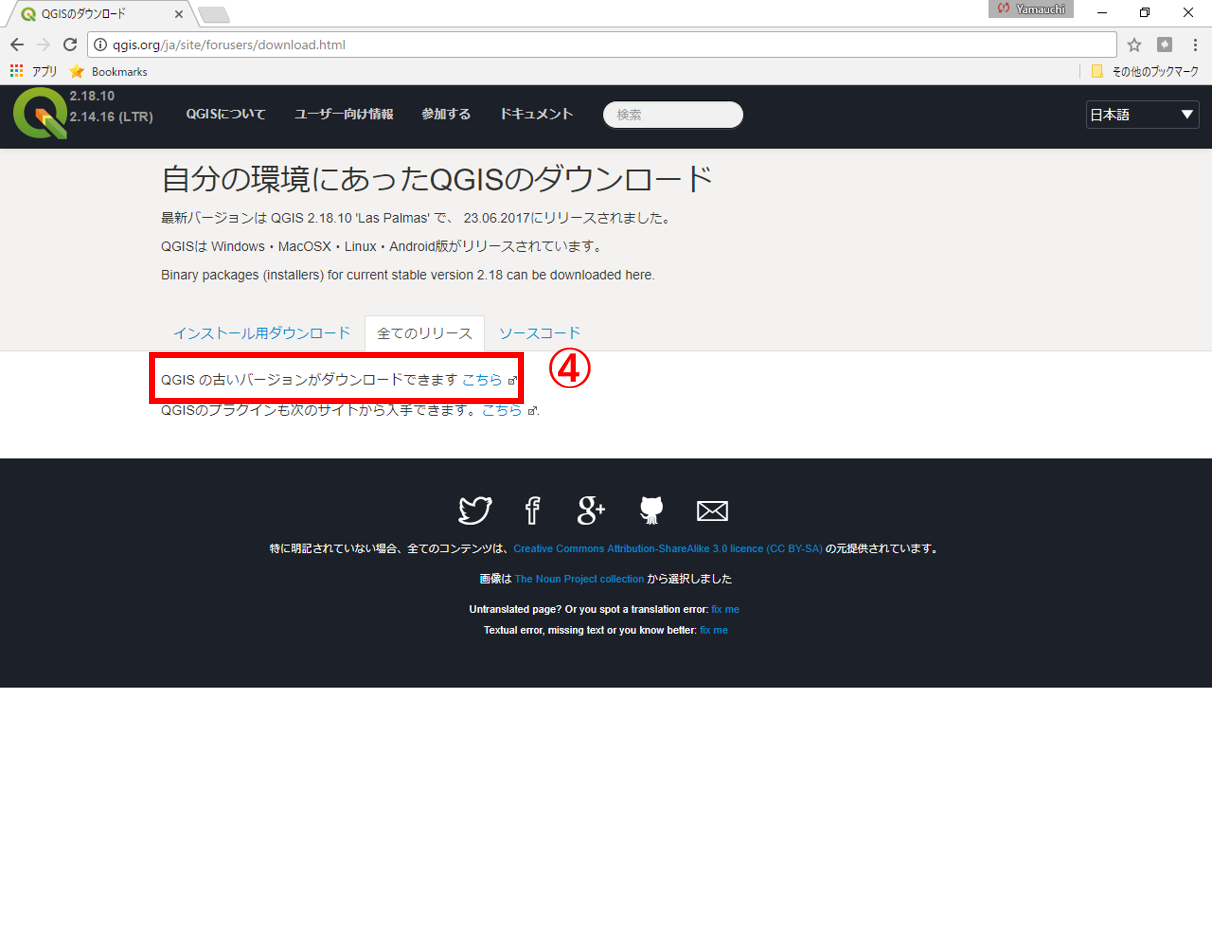 QGISのダウンロード
Yamauchi
qgis.org/ja/site/forusers/download.html
アプリ Bookmarks その他のブックマーク
2.18.10
2.14.16 (LTR)
QGISについて ユーザー向け情報 参加する ドキュメント 検索 日本語
自分の環境にあったQGISのダウンロード
最新バージョンは QGIS 2.18.10 'Las Palmas' で、 23.06.2017にリリースされました。
QGISは Windows・MacOSX・Linux・Android版がリリースされています。
Binary packages (installers) for current stable version 2.18 can be downloaded here.
インストール用ダウンロード 全てのリリース ソースコード
QGIS の古いバージョンがダウンロードできます こちら
④
QGISのプラグインも次のサイトから入手できます。こちら .
特に明記されていない場合、全てのコンテンツは、Creative Commons Attribution-ShareAlike 3.0 licence (CC BY-SA) の元提供されています。
画像は The Noun Project collection から選択しました
Untranslated page? Or you spot a translation error: fix me
Textual error, missing text or you know better: fix me